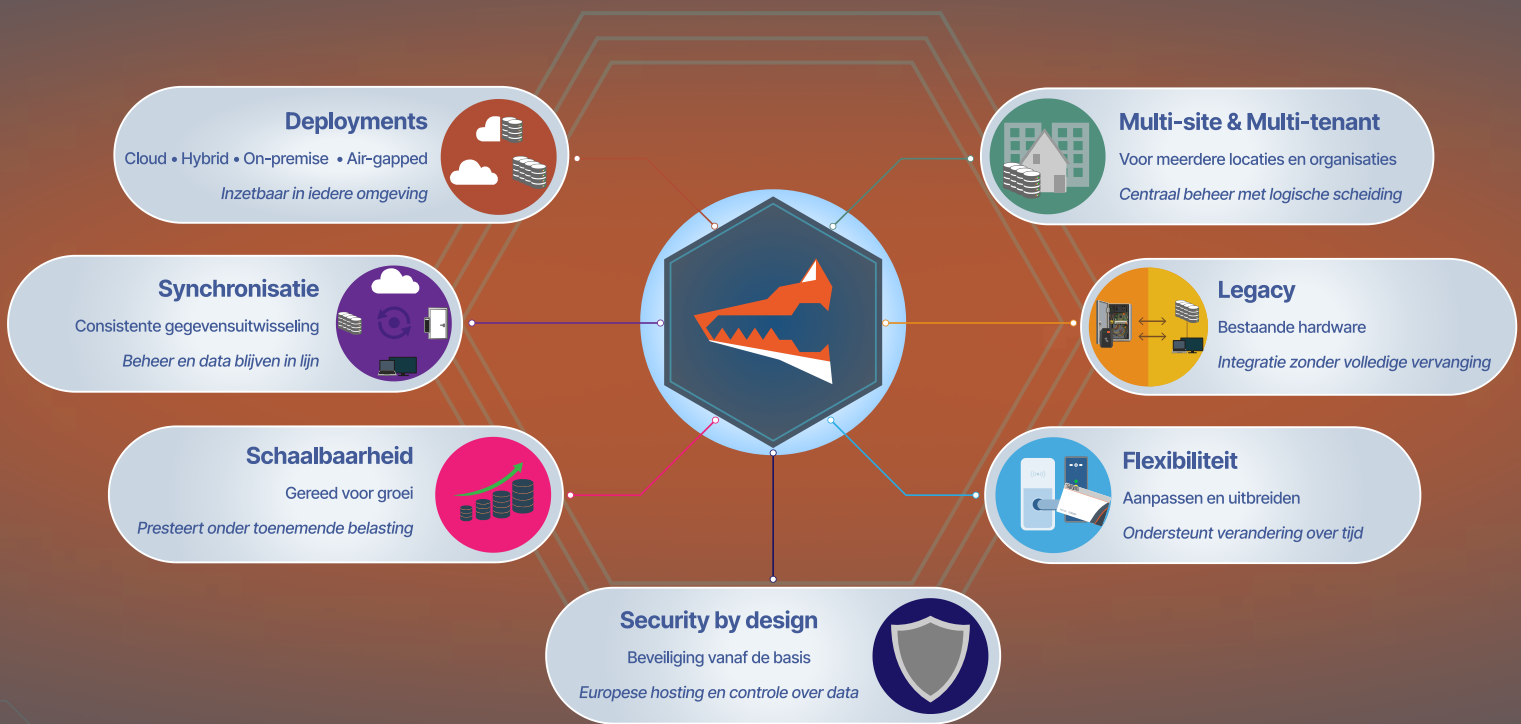 Deployments
Cloud • Hybrid • On-premise • Air-gapped
Inzetbaar in iedere omgeving
Multi-site & Multi-tenant
Voor meerdere locaties en organisaties
Centraal beheer met logische scheiding
Synchronisatie
Consistente gegevensuitwisseling
Beheer en data blijven in lijn
Legacy
Bestaande hardware
Integratie zonder volledige vervanging
Schaalbaarheid
Gereed voor groei
Presteert onder toenemende belasting
Flexibiliteit
Aanpassen en uitbreiden
Ondersteunt verandering over tijd
Security by design
Beveiliging vanaf de basis
Europese hosting en controle over data